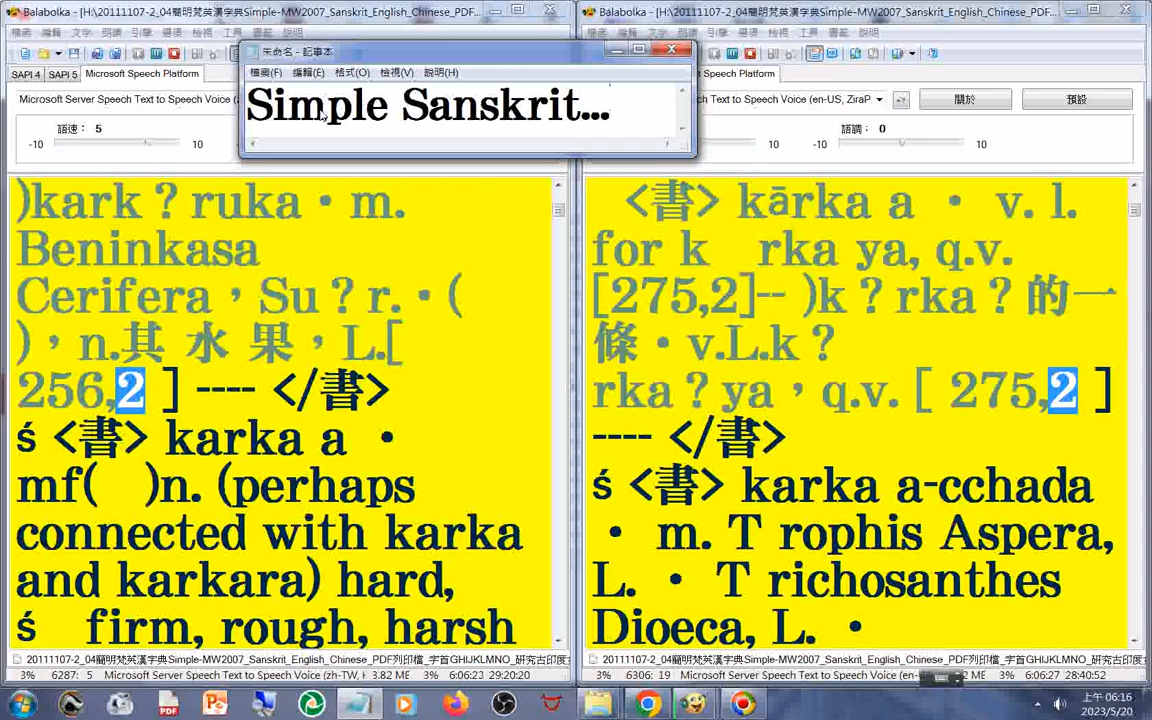 Balabolka - [H:\20111107-2_04簡明梵英漢字典Simple-MW2007_Sanskrit_English_Chinese_PDF...
Balabolka - [H:\20111107-2_04簡明梵英漢字典Simple-MW2007_Sanskrit_English_Chinese_PDF...
未命名 - 記事本
檔案(F) 編輯(E) 格式(O) 檢視(V) 說明(H)
Simple Sanskrit...
SAPI 4 SAPI 5 Microsoft Speech Platform
Speech Platform
Microsoft Server Speech Text to Speech Voice
Microsoft Server Speech Text to Speech Voice (en-US, ZiraP
關於 預設
語速： 5
-10 10
語調： 0
10 -10 10
)kark ? ruka • m.
Beninkasa
Cerifera，Su ? r. • (
)，n.其 水 果，L.[
256,2 ] ---- </書>
ś <書> karka a •
mf( )n. (perhaps
connected with karka
and karkara) hard,
ś firm, rough, harsh
<書> kārka a • v. l.
for k rka ya, q.v.
[275,2]-- )k ? rka ? 的一
條 • v.L.k ?
rka ? ya，q.v. [ 275,2 ]
---- </書>
ś <書> karka a-cchada
• m. T rophis Aspera,
L. • T richosanthes
Dioeca, L. •
20111107-2_04簡明梵英漢字典Simple-MW2007_Sanskrit_English_Chinese_PDF列印檔_字首GHIJKLMNO_研究古印度
20111107-2_04簡明梵英漢字典Simple-MW2007_Sanskrit_English_Chinese_PDF列印檔_字首GHIJKLMNO_研究古印度
3% 6287: 5 Microsoft Server Speech Text to Speech Voice (zh-TW, 3.82 ME 3% 6:06:23 29:20:20
3% 6306: 19 Microsoft Server Speech Text to Speech Voice (en-US, ME 3% 6:06:27 28:40:52
上午 06:16
2023/5/20